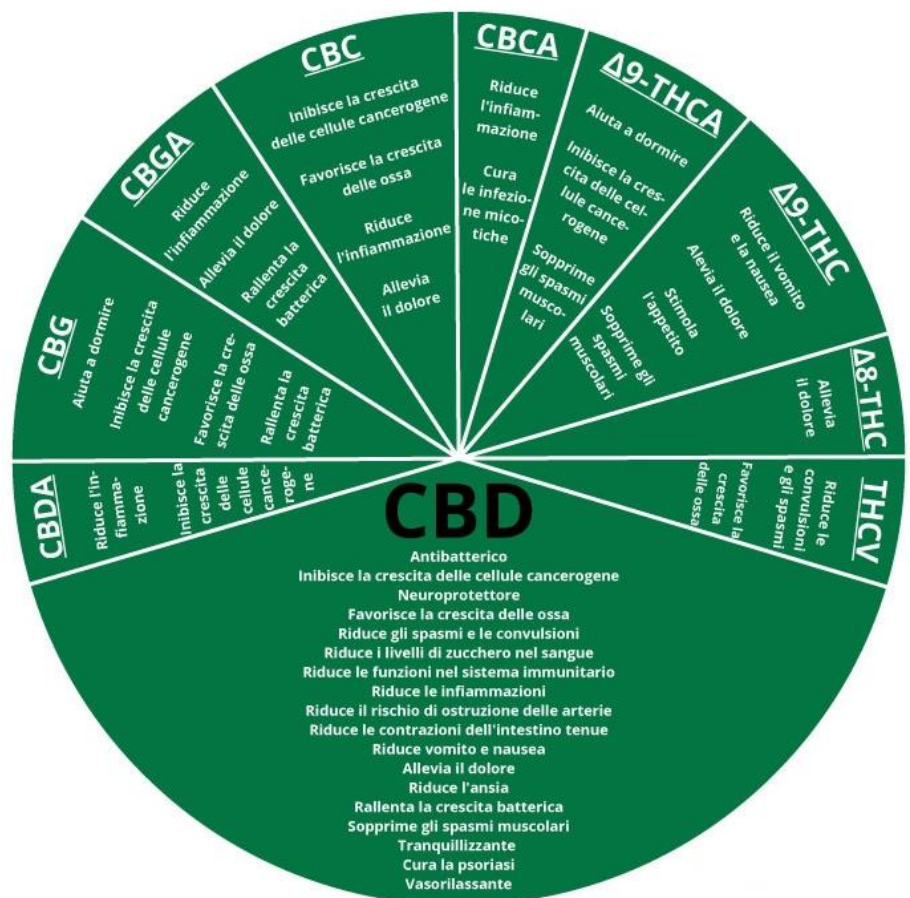 CBC
Inibisce la crescita
delle cellule cancerogene
Favorisce la crescita
delle ossa
Riduce
l'infiammazione
Allevia
il dolore
CBCA
Riduce
l'infiam-
mazione
Cura
le infezio-
ne mico-
tiche
Δ9-THCA
Aiuta a dormire
Inibisce la cres-
cita delle cel-
lule cance-
rogene
Sopprime
gli spasmi
musco-
lari
Δ9-THC
Riduce il vomito
e la nausea
Alevia il dolore
Stimola
l'appetito
Sopprime gli
spasmi
muscolari
Δ8-THC
Allevia
il dolore
THCV
Riduce le
convulsioni
e gli spasmi
Favorisce la
crescita
delle ossa
CBGA
Riduce
l'infiammazione
Allevia il dolore
Rallenta la
crescita
batterica
CBG
Aiuta a dormire
Inibisce la crescita
delle cellule
cancerogene
Favorisce la cre-
scita delle ossa
Rallenta la
crescita
batterica
CBDA
Riduce l'in-
fiamma-
zione
Inibisce la
crescita
delle
cellule
cance-
roge-
ne
CBD
Antibatterico
Inibisce la crescita delle cellule cancerogene
Neuroprotettore
Favorisce la crescita delle ossa
Riduce gli spasmi e le convulsioni
Riduce i livelli di zucchero nel sangue
Riduce le funzioni nel sistema immunitario
Riduce le infiammazioni
Riduce il rischio di ostruzione delle arterie
Riduce le contrazioni dell'intestino tenue
Riduce vomito e nausea
Allevia il dolore
Riduce l'ansia
Rallenta la crescita batterica
Sopprime gli spasmi muscolari
Tranquillizzante
Cura la psoriasi
Vasorilassante